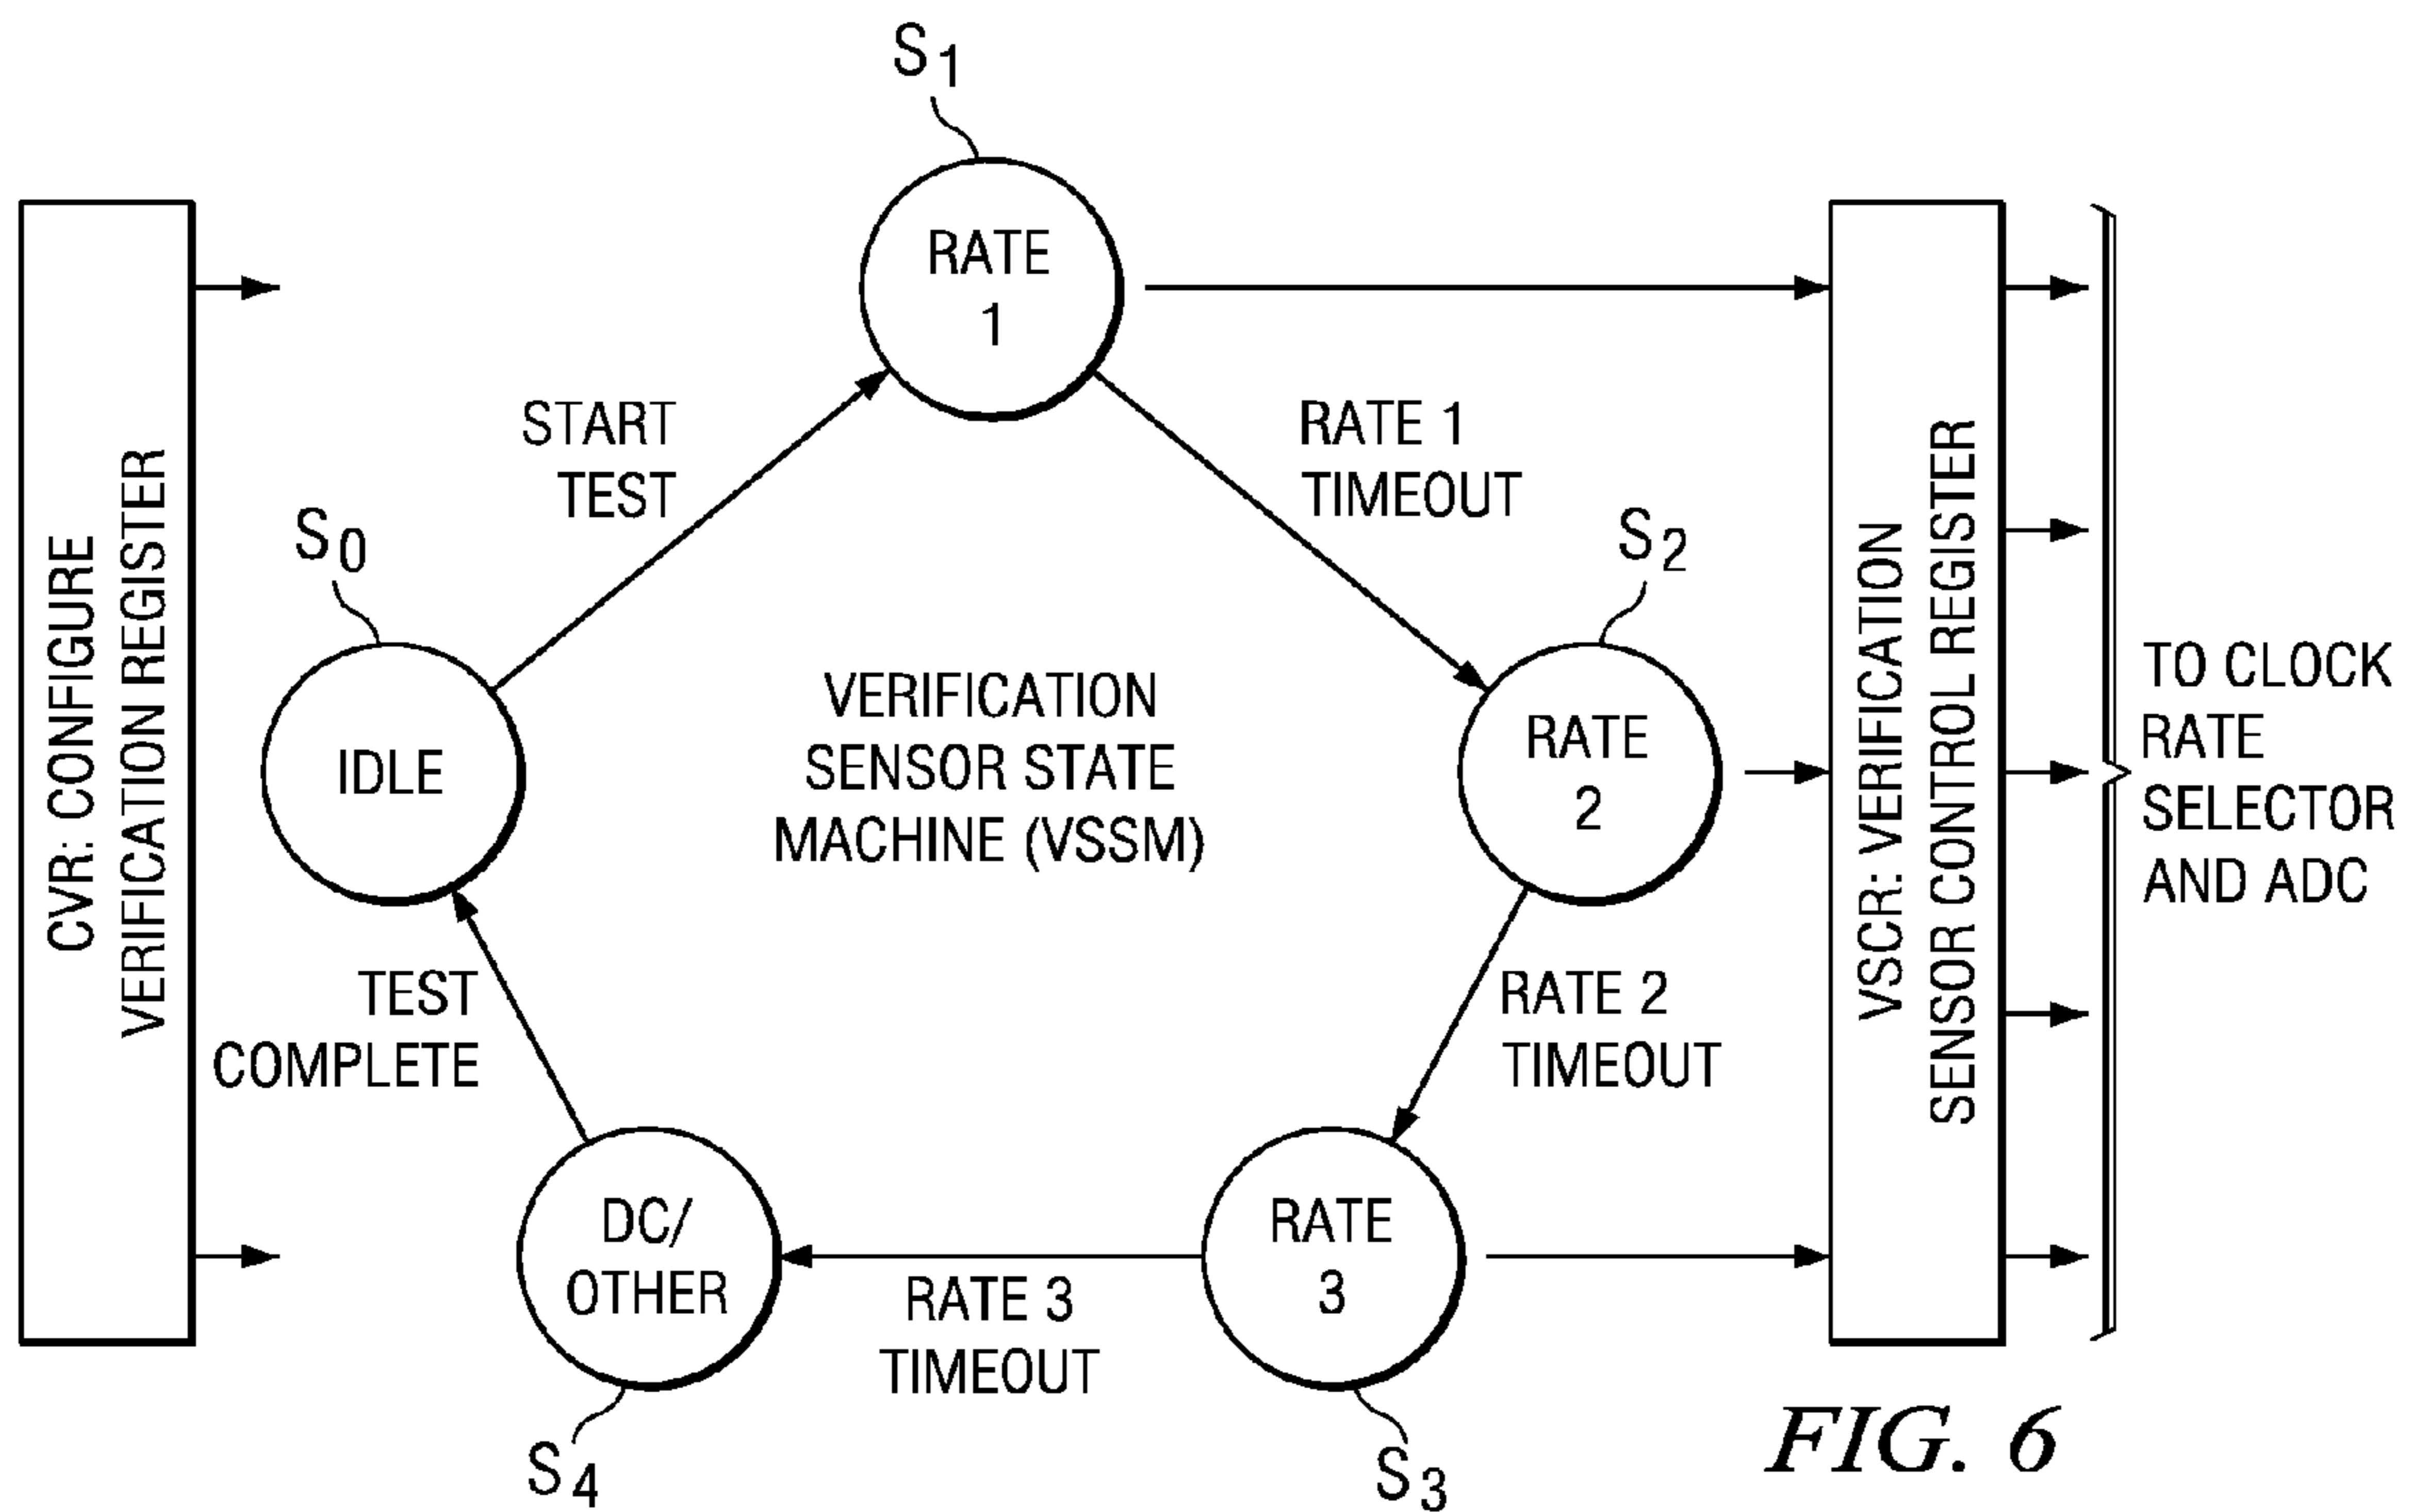 S1
RATE
1
START
TEST
RATE 1
TIMEOUT
S0
S2
CVR: CONFIGURE
VERIFICATION REGISTER
IDLE
VERIFICATION
SENSOR STATE
MACHINE (VSSM)
RATE
2
VSCR: VERIFICATION
SENSOR CONTROL REGISTER
TO CLOCK
RATE
SELECTOR
AND ADC
TEST
COMPLETE
RATE 2
TIMEOUT
DC/
OTHER
RATE 3
TIMEOUT
RATE
3
S4
S3
FIG. 6